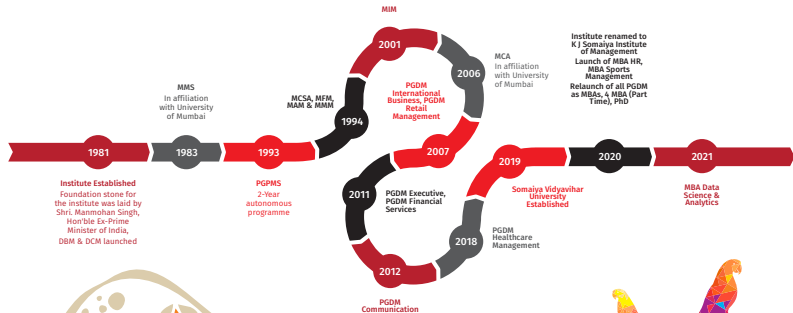 1981
Institute Established
Foundation stone for
the institute was laid by
Shri. Manmohan Singh,
Hon'ble Ex-Prime
Minister of India,
DBM & DCM launched
MMS
In affiliation
with University
of Mumbai
1983
1993
PGPMS
2-Year
autonomous
programme
MCSA, MFM,
MAM & MMM
1994
MIM
2001
MCA
In affiliation
with University
of Mumbai
2006
PGDM
International
Business, PGDM
Retail
Management
2007
2011
PGDM Executive,
PGDM Financial
Services
2012
PGDM
Communication
2018
PGDM
Healthcare
Management
2019
Somaiya Vidyavihar
University
Established
Institute renamed to
K J Somaiya Institute
of Management
Launch of MBA HR,
MBA Sports
Management
Relaunch of all PGDM
as MBAs, 4 MBA (Part
Time), PhD
2020
2021
MBA Data
Science &
Analytics